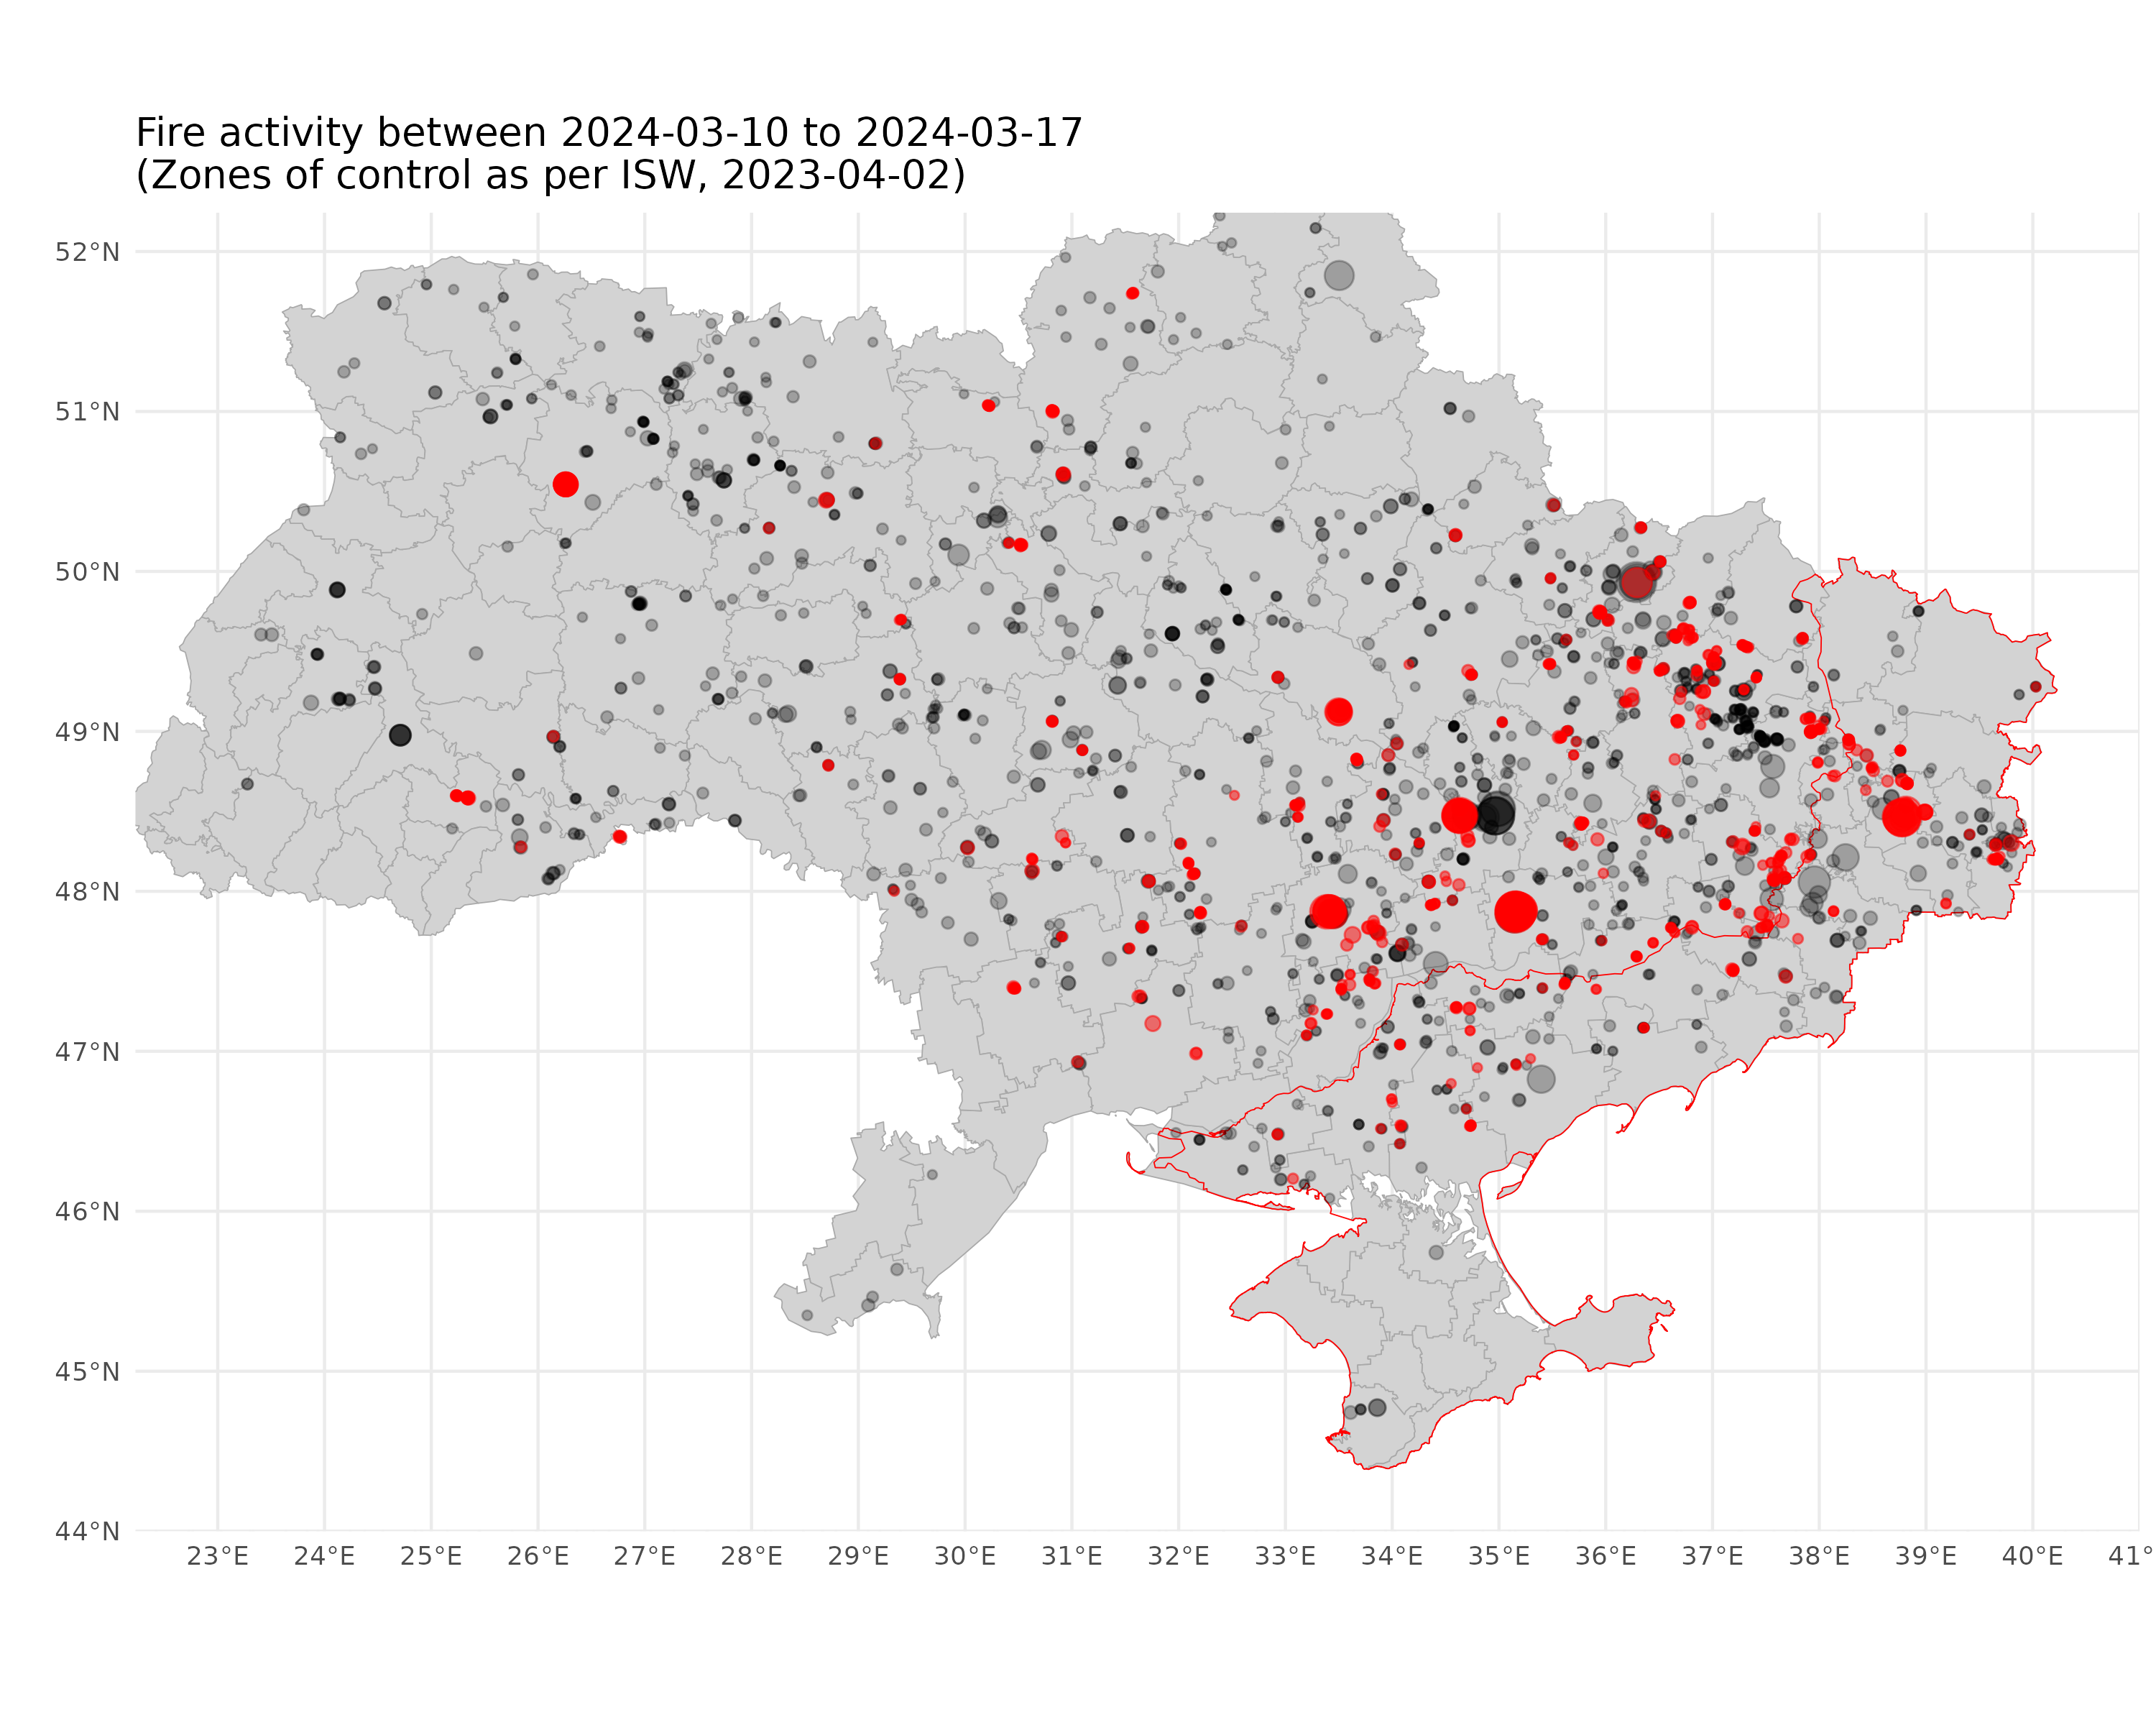 Fire activity between 2024-03-10 to 2024-03-17
(Zones of control as per ISW, 2023-04-02)
52°N
51°N
50°N
49°N
48°N
47°N
46°N
45°N
44°N
23°E 24°E 25°E 26°E 27°E 28°E 29°E 30°E 31°E 32°E 33°E 34°E 35°E 36°E 37°E 38°E 39°E 40°E 41°